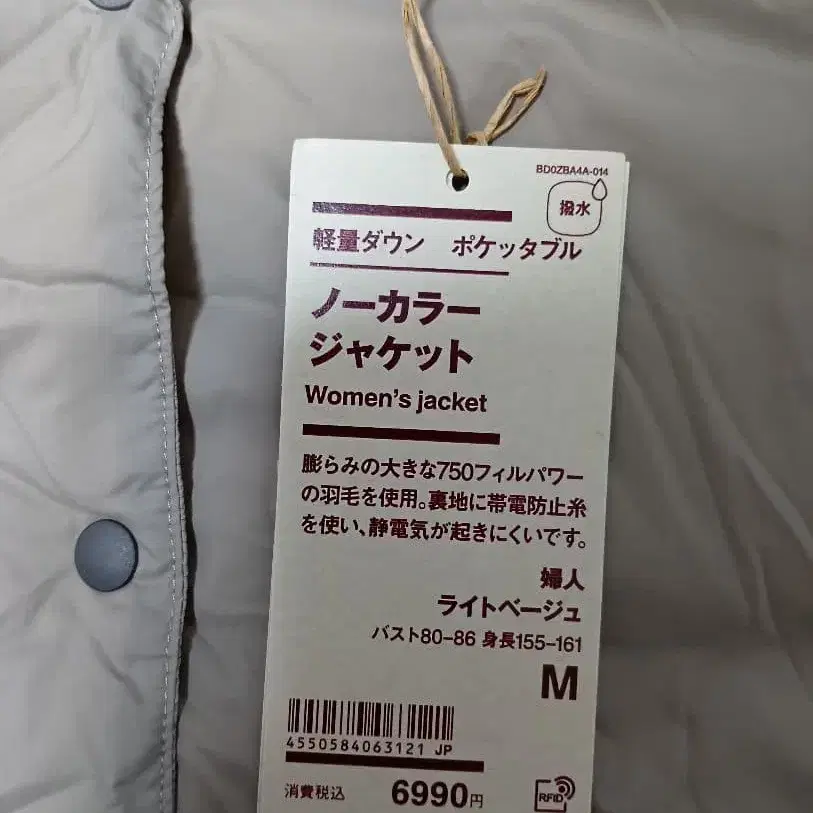 BD0ZBA4A-014
撥水
軽量ダウン ポケッタブル
ノーカラー
ジャケット
Women's jacket
膨らみの大きな750フィルパワー
の羽毛を使用。裏地に帯電防止糸
を使い、静電気が起きにくいです。
婦人
ライトベージュ
バスト80-86 身長155-161
M
4550584063121 JP
消費税込 6990円
RFID